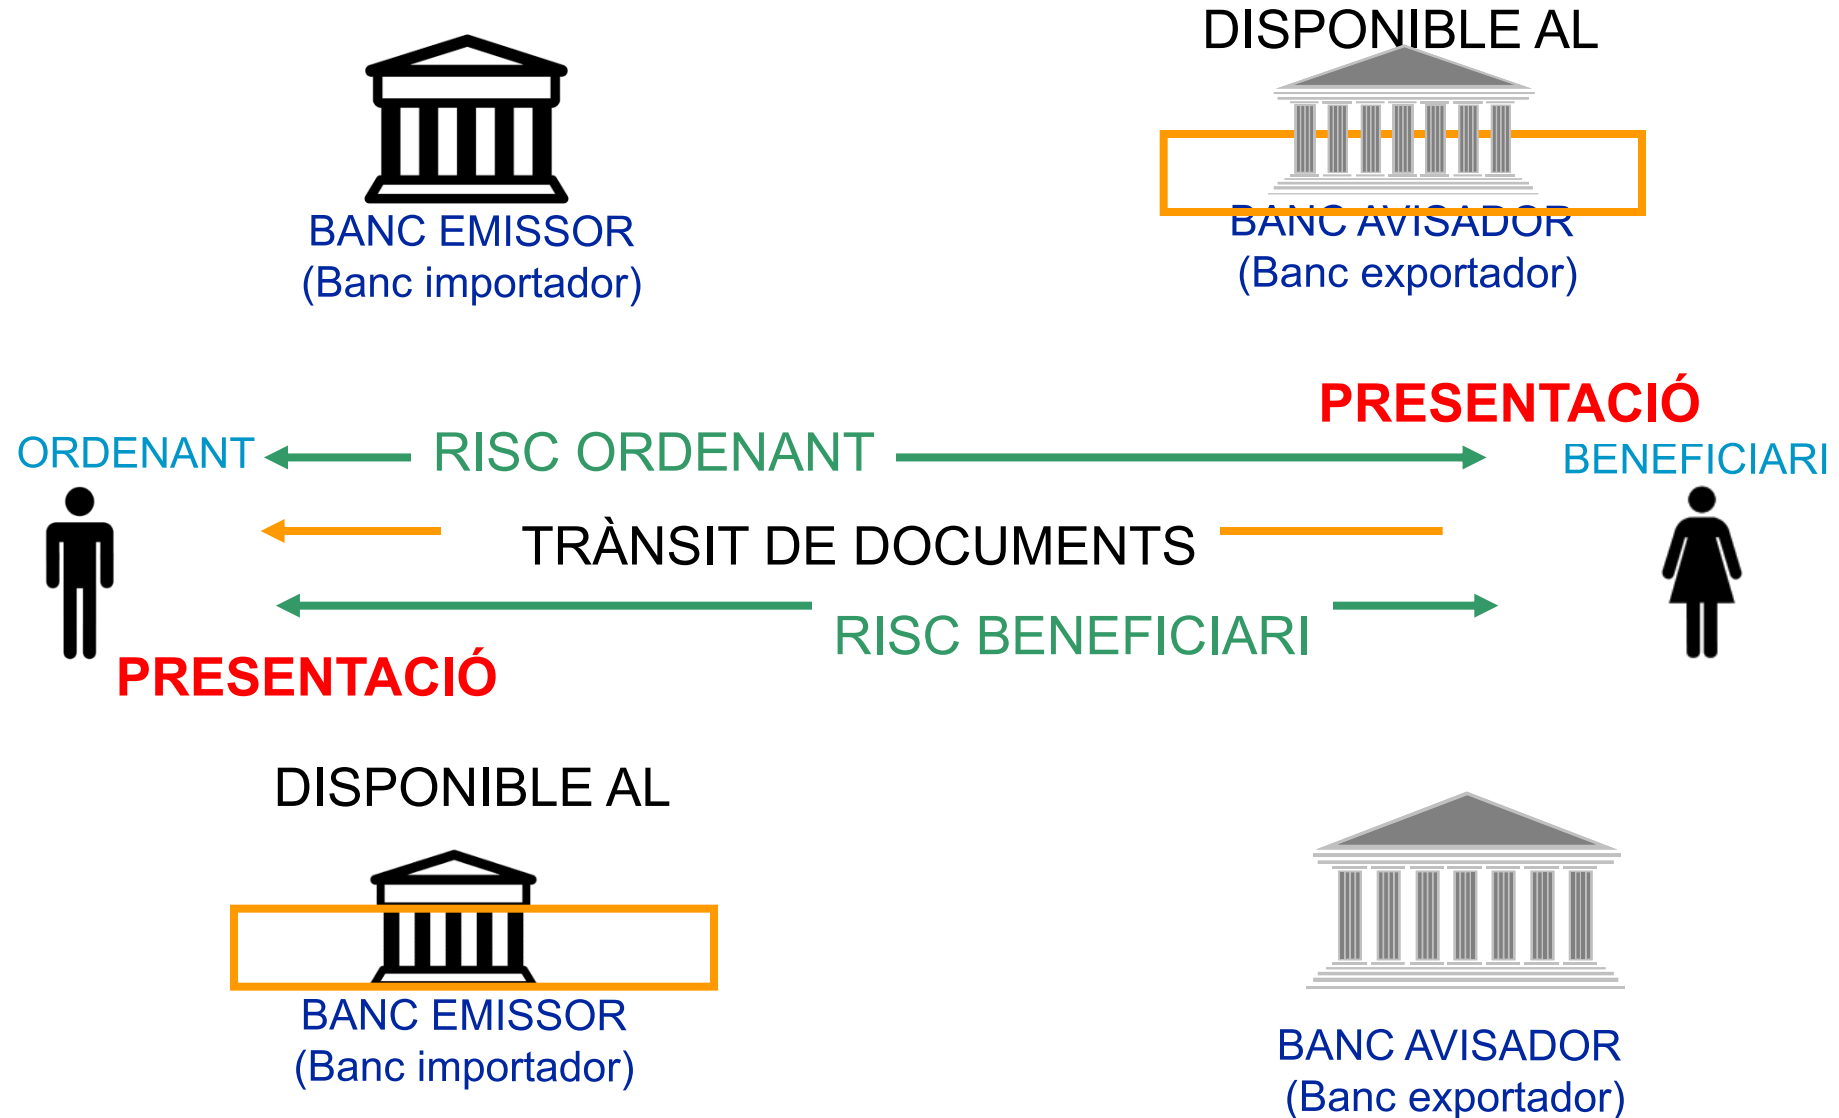 DISPONIBLE AL
BANC EMISSOR
(Banc importador)
BANC AVISADOR
(Banc exportador)
PRESENTACIÓ
ORDENANT
RISC ORDENANT
BENEFICIARI
TRÀNSIT DE DOCUMENTS
RISC BENEFICIARI
PRESENTACIÓ
DISPONIBLE AL
BANC EMISSOR
(Banc importador)
BANC AVISADOR
(Banc exportador)